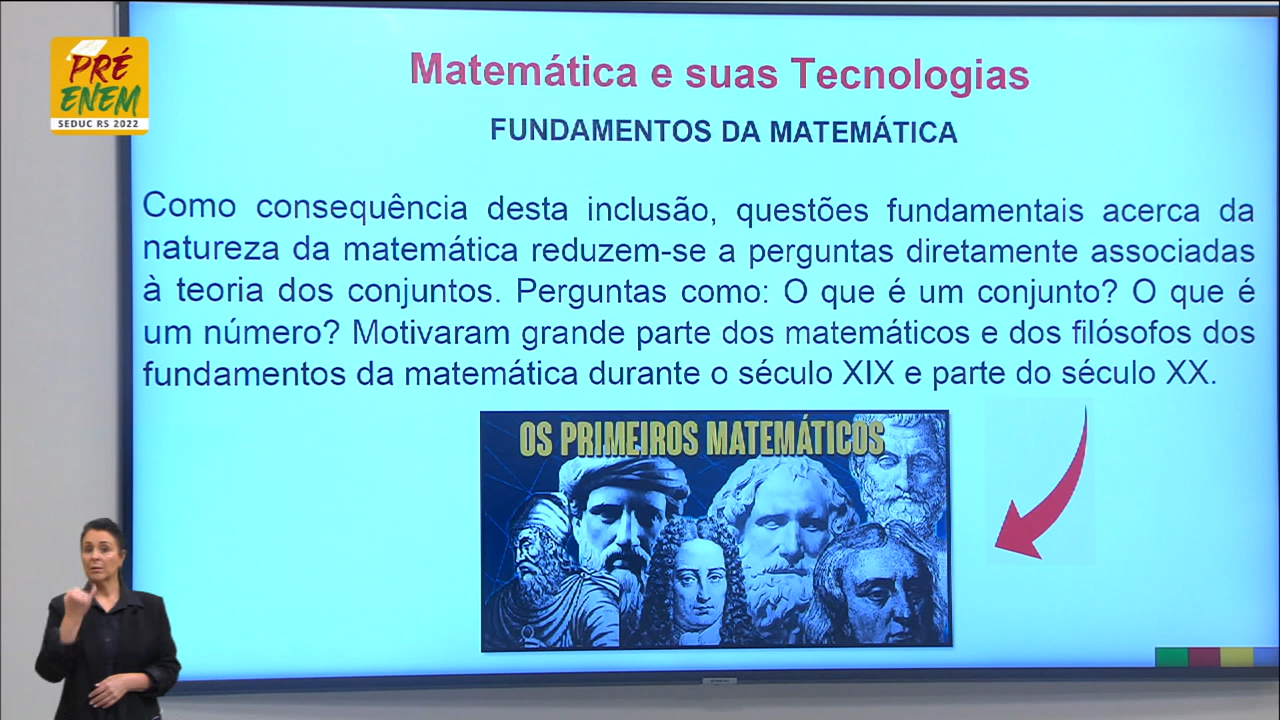 PRÉ
ENEM
SEDUC RS 2022
Matemática e suas Tecnologias
FUNDAMENTOS DA MATEMÁTICA
Como consequência desta inclusão, questões fundamentais acerca da
natureza da matemática reduzem-se a perguntas diretamente associadas
à teoria dos conjuntos. Perguntas como: O que é um conjunto? O que é
um número? Motivaram grande parte dos matemáticos e dos filósofos dos
fundamentos da matemática durante o século XIX e parte do século XX.
OS PRIMEIROS MATEMÁTICOS